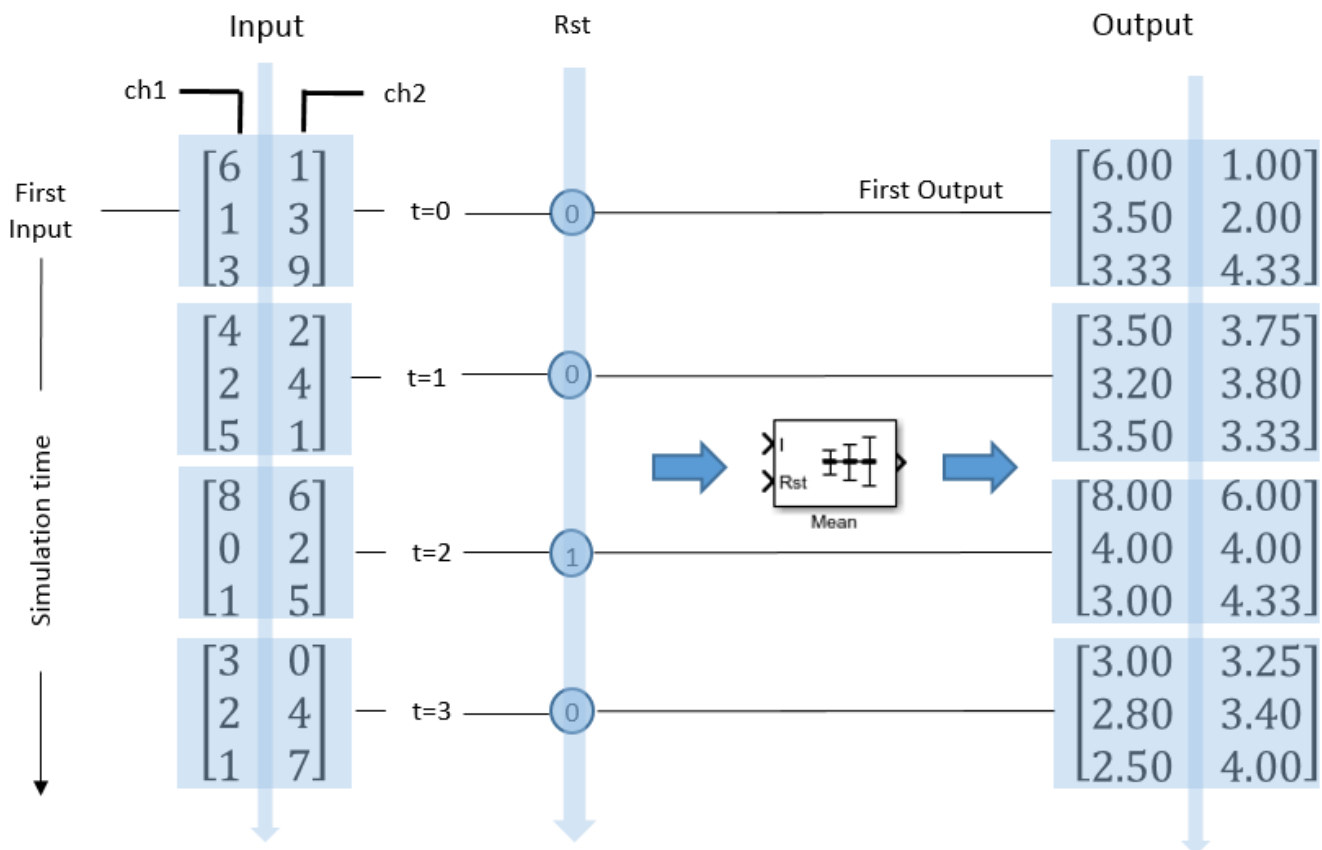 Input
Rst
Output
ch1
ch2
First
Input
6 1
1 3
3 9
t=0
0
First Output
6.00 1.00
3.50 2.00
3.33 4.33
4 2
2 4
5 1
t=1
0
3.50 3.75
3.20 3.80
3.50 3.33
I
Rst
Mean
Simulation time
8 6
0 2
1 5
t=2
1
8.00 6.00
4.00 4.00
3.00 4.33
3 0
2 4
1 7
t=3
0
3.00 3.25
2.80 3.40
2.50 4.00